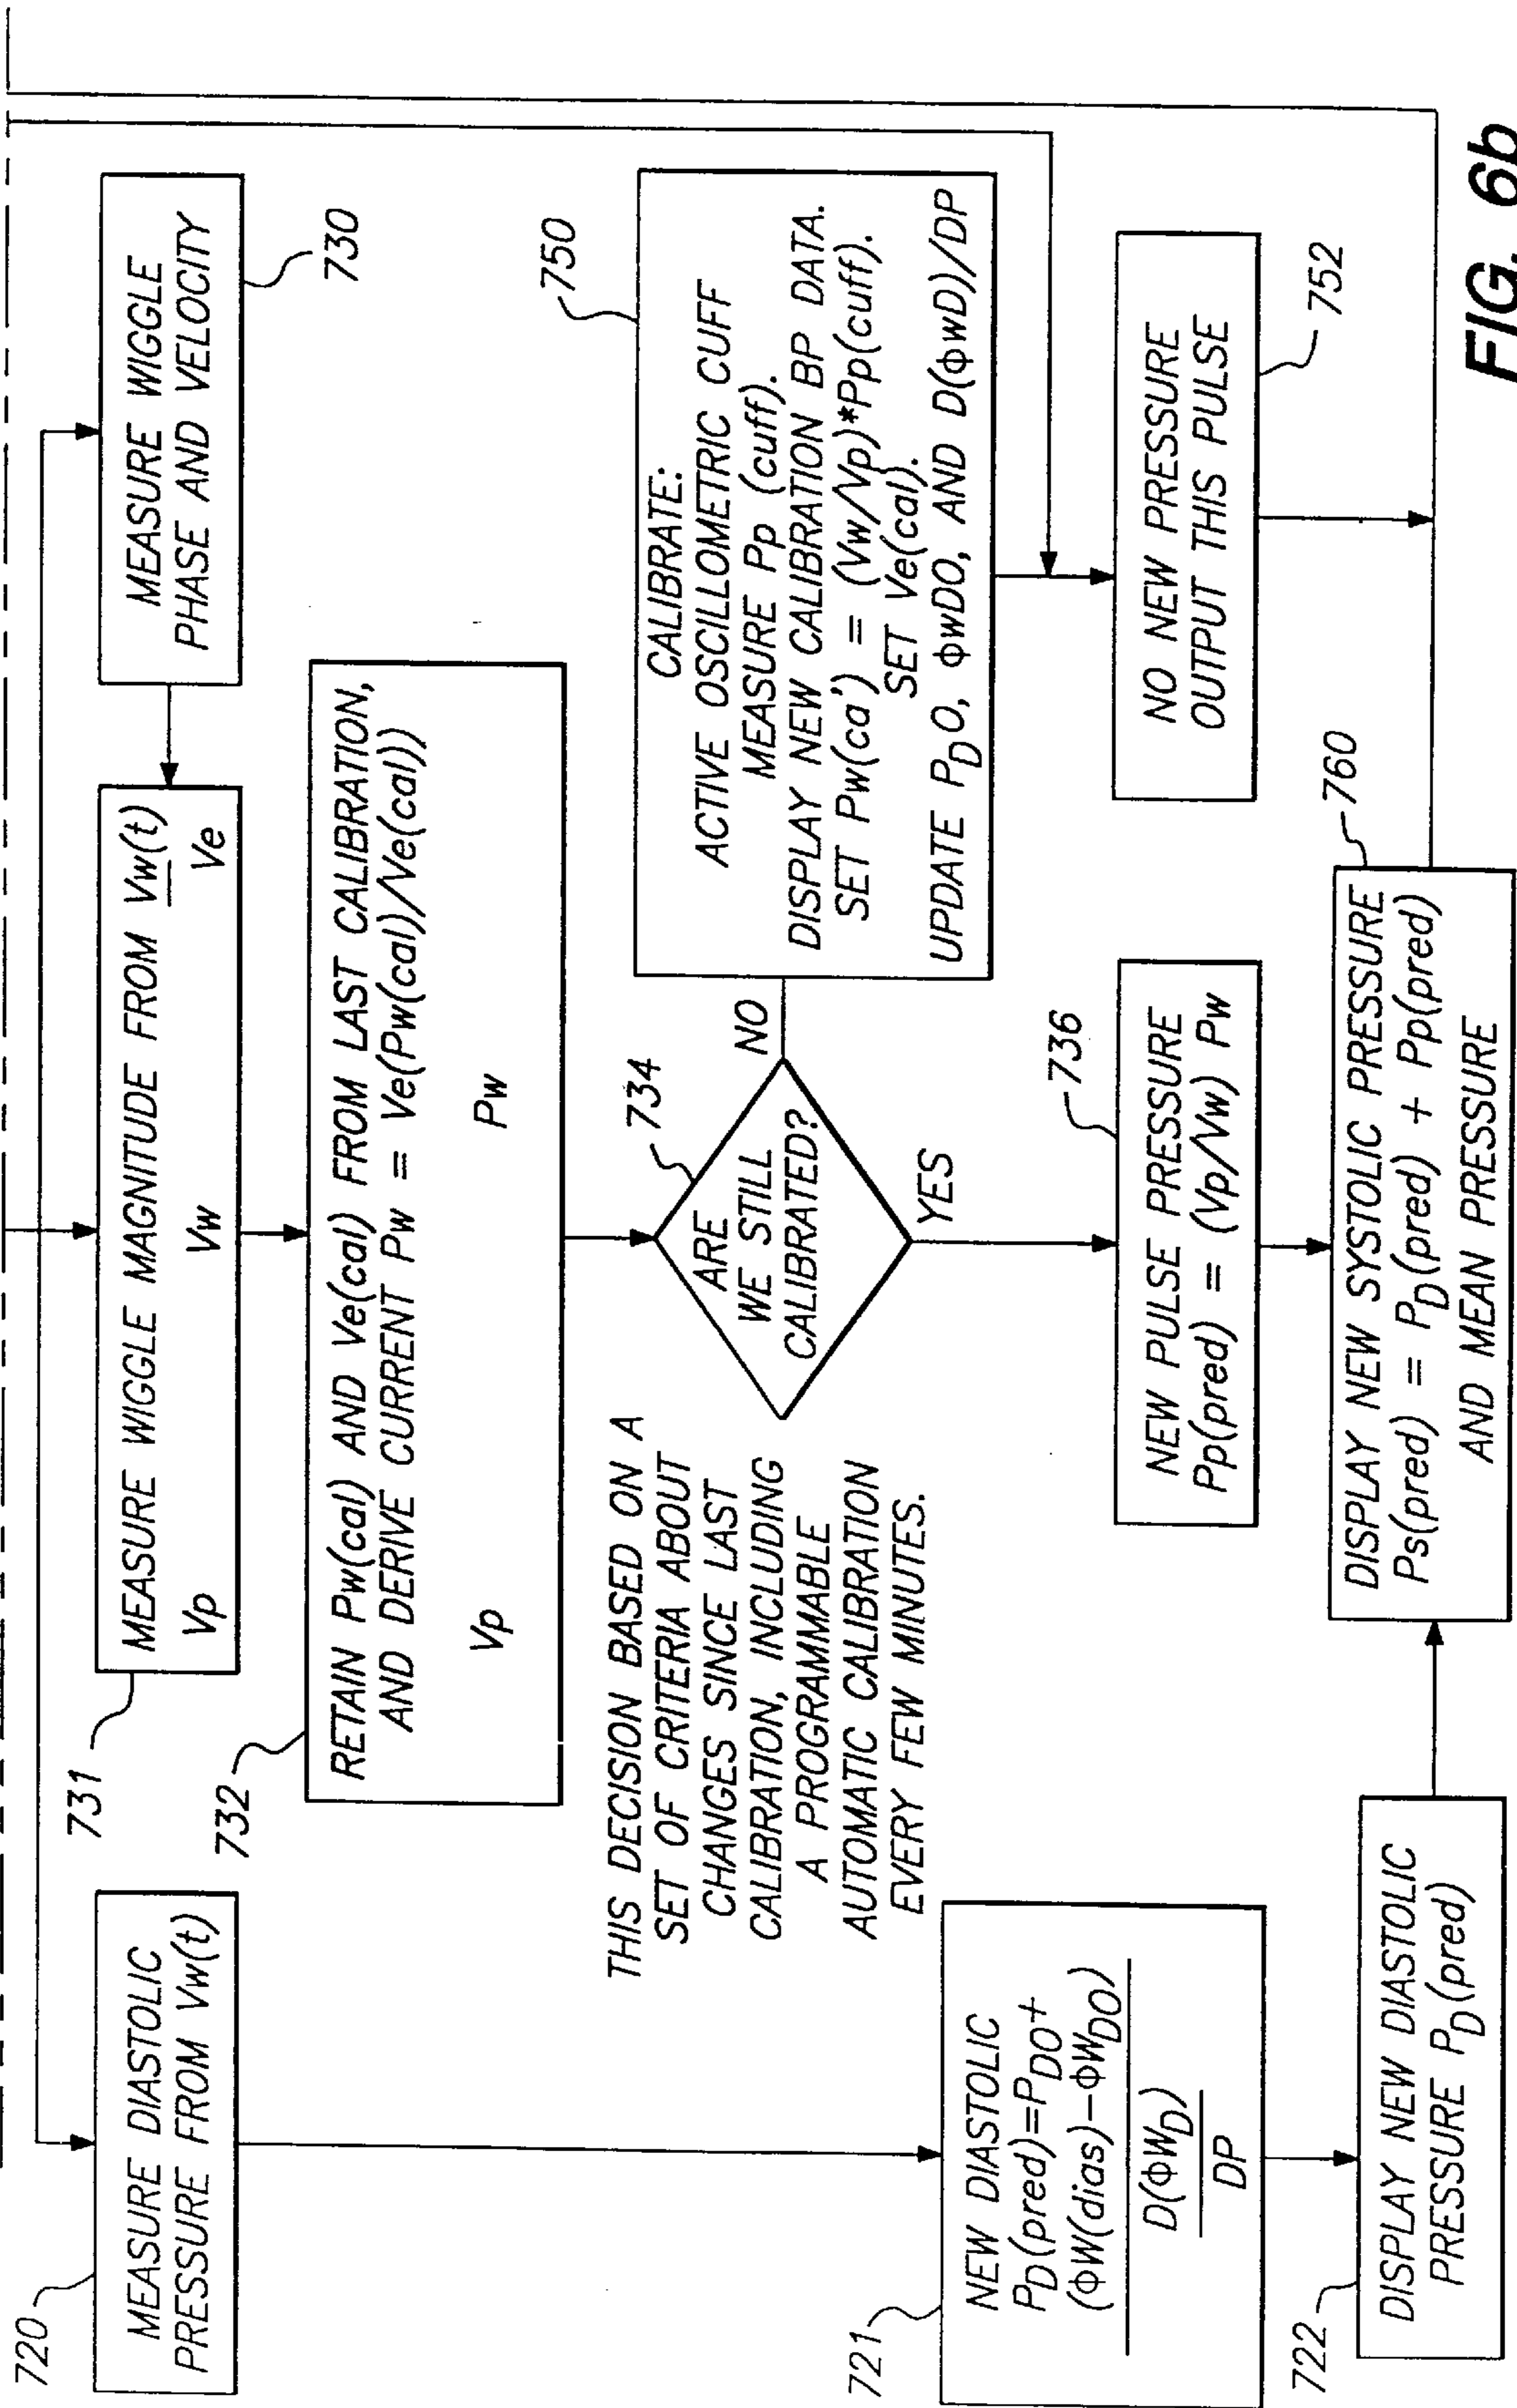 720
MEASURE DIASTOLIC
PRESSURE FROM Vw(t)
731
MEASURE WIGGLE MAGNITUDE FROM Vw(t)
Vp Vw Ve
MEASURE WIGGLE
PHASE AND VELOCITY
730
732
RETAIN Pw(cal) AND Ve(cal) FROM LAST CALIBRATION,
AND DERIVE CURRENT Pw = Ve(Pw(cal)/Ve(cal))
Vp Pw
THIS DECISION BASED ON A
SET OF CRITERIA ABOUT
CHANGES SINCE LAST
CALIBRATION, INCLUDING
A PROGRAMMABLE
AUTOMATIC CALIBRATION
EVERY FEW MINUTES.
734
ARE
WE STILL
CALIBRATED?
NO
YES
750
CALIBRATE:
ACTIVE OSCILLOMETRIC CUFF
MEASURE Pp (cuff).
DISPLAY NEW CALIBRATION BP DATA.
SET Pw(ca') = (Vw/Vp)*Pp(cuff).
SET Ve(cal).
UPDATE PDO, ΦwDO, AND D(ΦwD)/DP
721
NEW DIASTOLIC
PD(pred)=PDO+
(ΦW(dias)−ΦWDO)
D(ΦWD)
DP
736
NEW PULSE PRESSURE
Pp(pred) = (Vp/Vw) Pw
NO NEW PRESSURE
OUTPUT THIS PULSE
752
722
DISPLAY NEW DIASTOLIC
PRESSURE PD(pred)
760
DISPLAY NEW SYSTOLIC PRESSURE
Ps(pred) = PD(pred) + Pp(pred)
AND MEAN PRESSURE
FIG. 6b